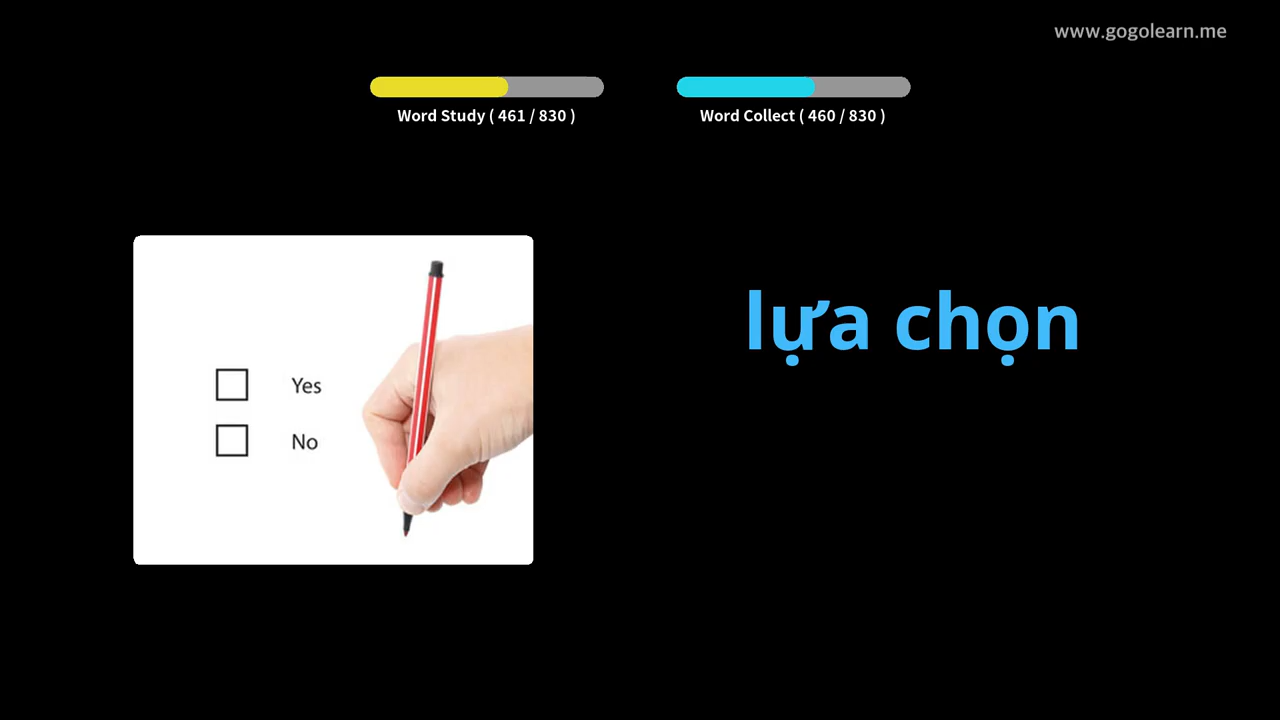 www.gogolearn.me
Word Study ( 461 / 830 )
Word Collect ( 460 / 830 )
lựa chọn
Yes
No